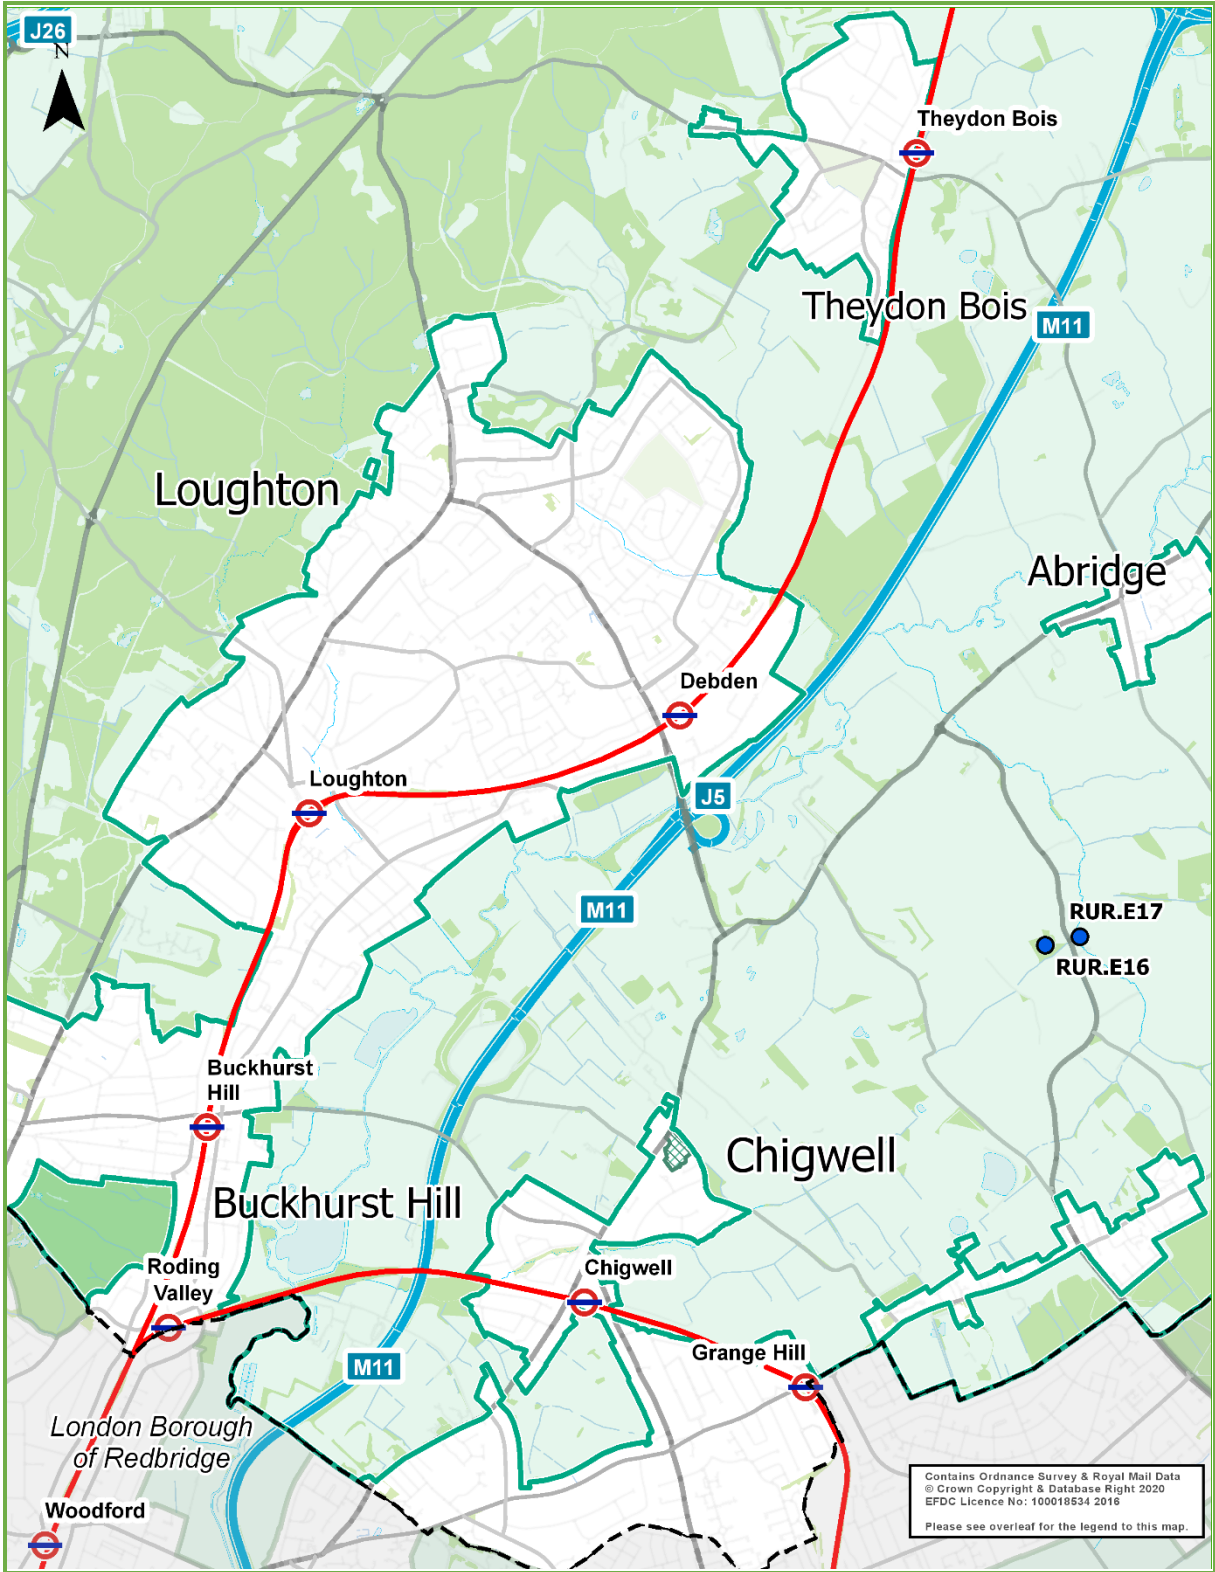 J26
N
Theydon Bois
Theydon Bois
M11
Loughton
Abridge
Debden
Loughton
J5
M11
RUR.E17
RUR.E16
Buckhurst
Hill
Chigwell
Buckhurst Hill
Roding
Valley
Chigwell
Grange Hill
M11
London Borough
of Redbridge
Woodford
Contains Ordnance Survey & Royal Mail Data
© Crown Copyright & Database Right 2020
EFDC Licence No: 100018534 2016
Please see overleaf for the legend to this map.